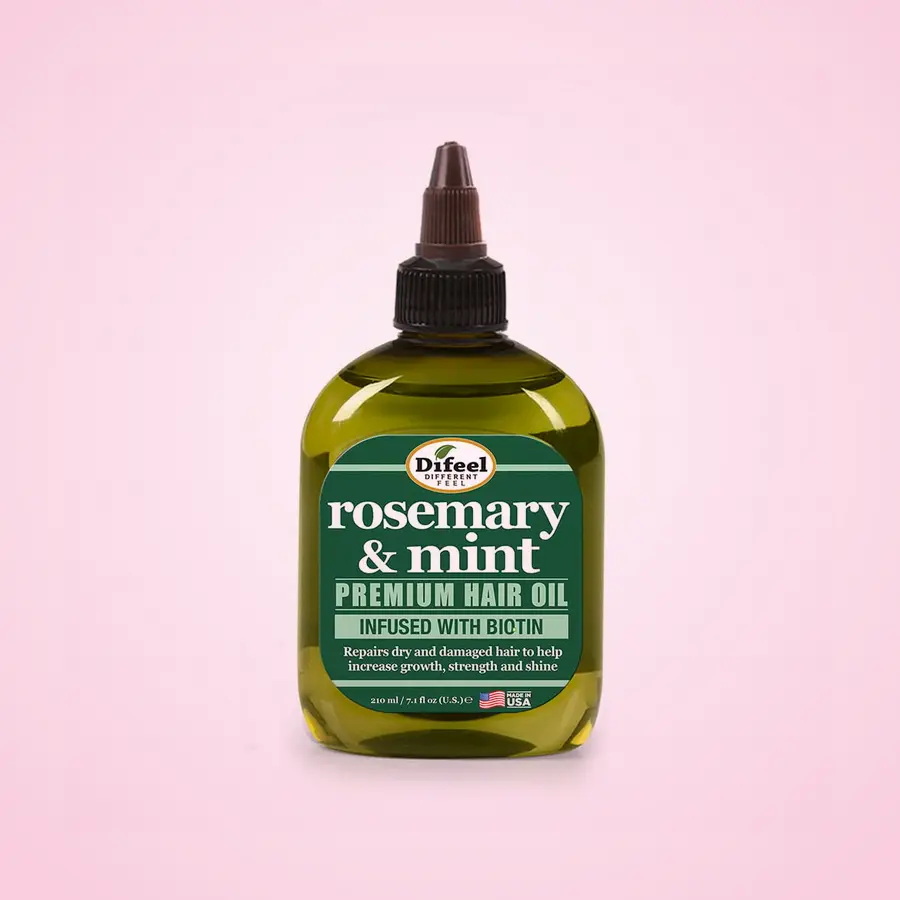 Difeel
DIFFERENT
FEEL
rosemary
& mint
PREMIUM HAIR OIL
INFUSED WITH BIOTIN
Repairs dry and damaged hair to help
increase growth, strength and shine
210 ml / 7.1 fl oz (U.S.) ℮
MADE IN
USA